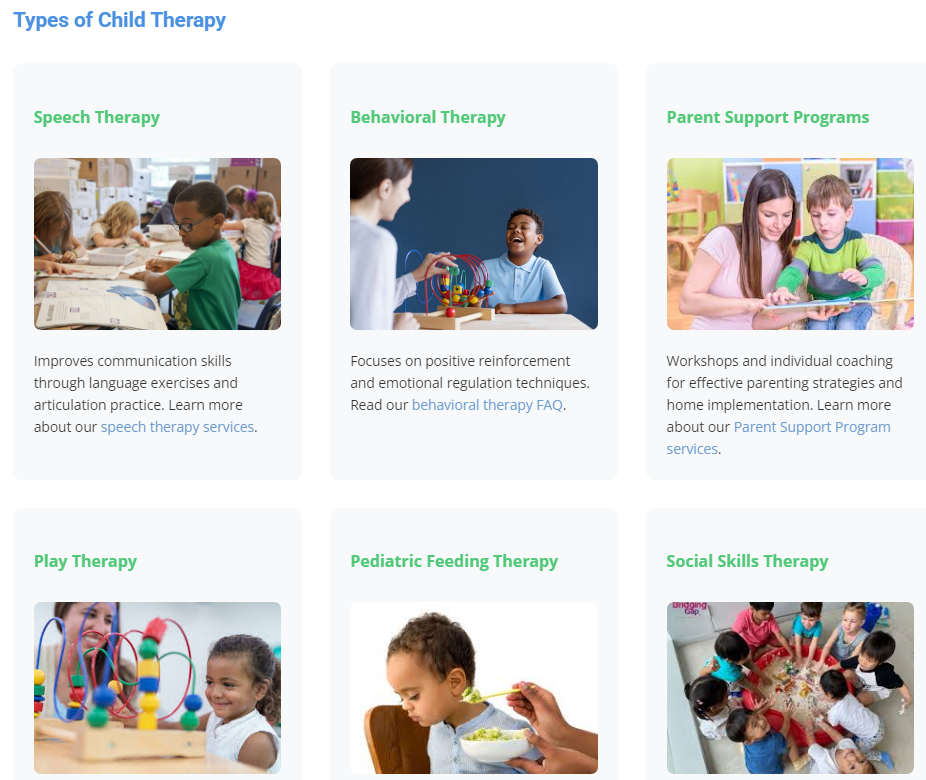 Types of Child Therapy
Speech Therapy
Improves communication skills
through language exercises and
articulation practice. Learn more
about our speech therapy services.
Behavioral Therapy
Focuses on positive reinforcement
and emotional regulation techniques.
Read our behavioral therapy FAQ.
Parent Support Programs
Workshops and individual coaching
for effective parenting strategies and
home implementation. Learn more
about our Parent Support Program
services.
Play Therapy
Pediatric Feeding Therapy
Social Skills Therapy
Bridging
Gap